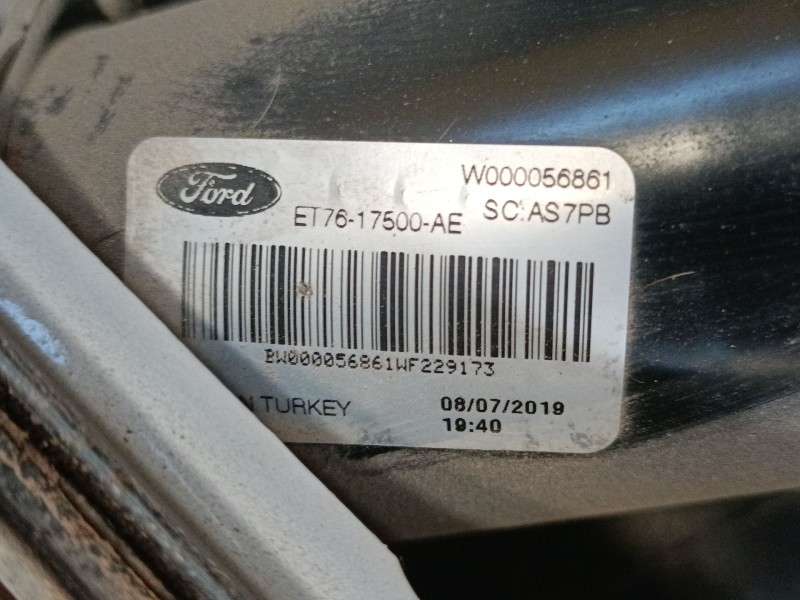 Ford
W000056861
ET76-17500-AE
SC:AS7PB
BW000056861WF229173
TURKEY
08/07/2019
19:40